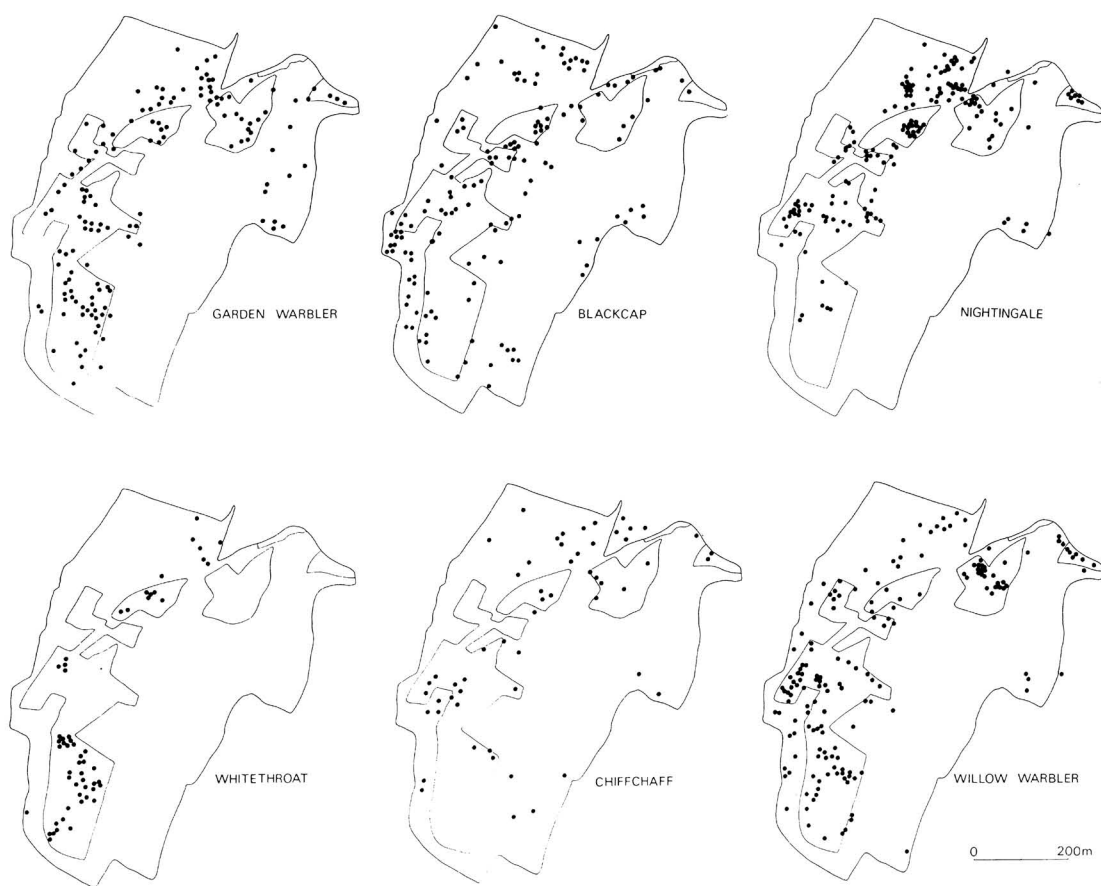 GARDEN WARBLER
BLACKCAP
NIGHTINGALE
WHITETHROAT
CHIFFCHAFF
WILLOW WARBLER
0 200m